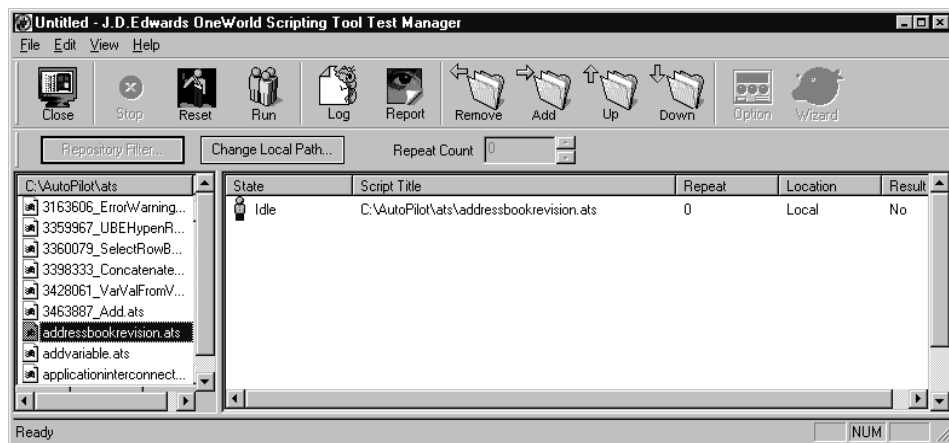 Untitled - J.D.Edwards OneWorld Scripting Tool Test Manager
File Edit View Help
Close Stop Reset Run Log Report Remove Add Up Down Option Wizard
Repository Filter... Change Local Path... Repeat Count 0
C:\AutoPilot\ats State Script Title Repeat Location Result
3163606_ErrorWarning... Idle C:\AutoPilot\ats\addressbookrevision.ats 0 Local No
3359967_UBEHypenR...
3360079_SelectRowB...
3398333_Concatenate...
3428061_VarValFromV...
3463887_Add.ats
addressbookrevision.ats
addvariable.ats
applicationinterconnect...
Ready NUM